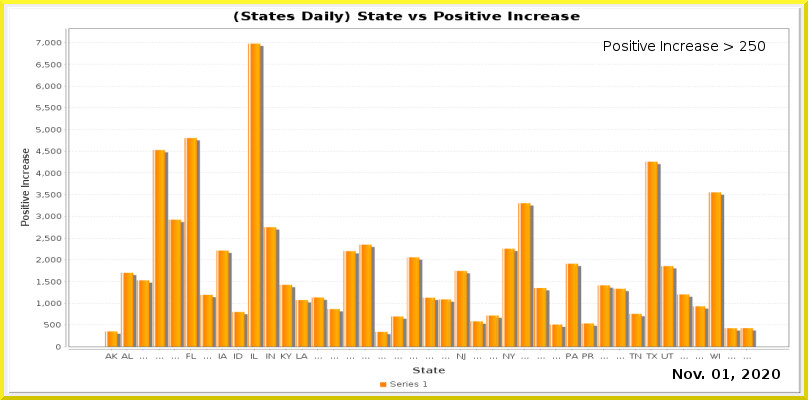 (States Daily) State vs Positive Increase
Positive Increase > 250
7,000
6,500
6,000
5,500
5,000
4,500
4,000
3,500
3,000
2,500
2,000
1,500
1,000
500
0
Positive Increase
AK AL ... ... ... FL ... IA ID IL IN KY LA ... ... ... ... ... ... ... ... ... NJ ... ... NY ... ... ... PA PR ... ... TN TX UT ... ... WI ... ...
State
Series 1
Nov. 01, 2020